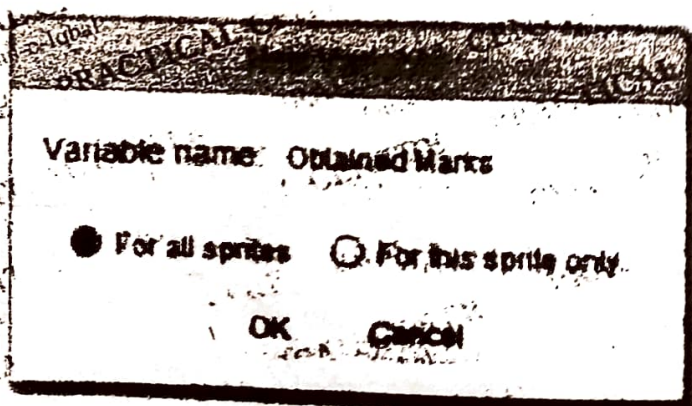 PRACTICAL
Variable name: Obtained Marks
For all sprites For this sprite only
OK Cancel